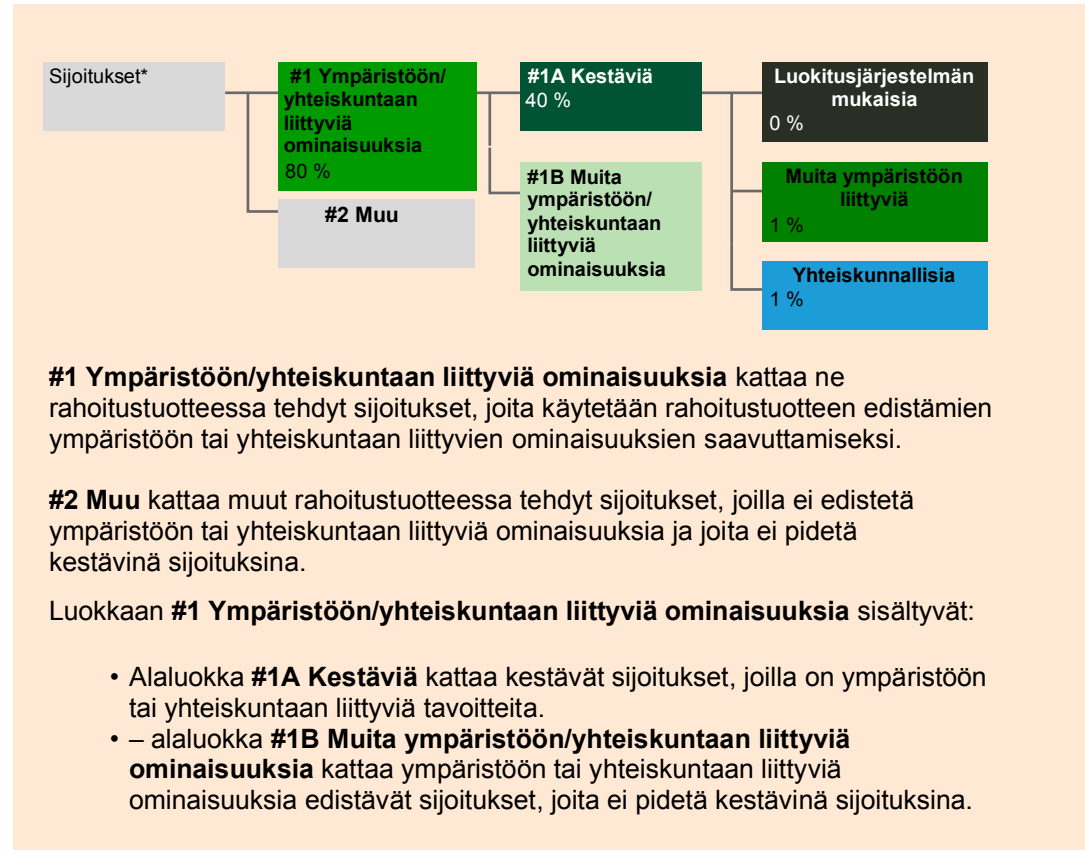 Sijoitukset*
#1 Ympäristöön/
yhteiskuntaan
liittyviä
ominaisuuksia
80 %
#2 Muu
#1A Kestäviä
40 %
#1B Muita
ympäristöön/
yhteiskuntaan
liittyviä
ominaisuuksia
Luokitusjärjestelmän
mukaisia
0 %
Muita ympäristöön
liittyviä
1 %
Yhteiskunnallisia
1 %
#1 Ympäristöön/yhteiskuntaan liittyviä ominaisuuksia kattaa ne
rahoitustuotteessa tehdyt sijoitukset, joita käytetään rahoitustuotteen edistämien
ympäristöön tai yhteiskuntaan liittyvien ominaisuuksien saavuttamiseksi.
#2 Muu kattaa muut rahoitustuotteessa tehdyt sijoitukset, joilla ei edistetä
ympäristöön tai yhteiskuntaan liittyviä ominaisuuksia ja joita ei pidetä
kestävinä sijoituksina.
Luokkaan #1 Ympäristöön/yhteiskuntaan liittyviä ominaisuuksia sisältyvät:
• Alaluokka #1A Kestäviä kattaa kestävät sijoitukset, joilla on ympäristöön
tai yhteiskuntaan liittyviä tavoitteita.
• – alaluokka #1B Muita ympäristöön/yhteiskuntaan liittyviä
ominaisuuksia kattaa ympäristöön tai yhteiskuntaan liittyviä
ominaisuuksia edistävät sijoitukset, joita ei pidetä kestävinä sijoituksina.